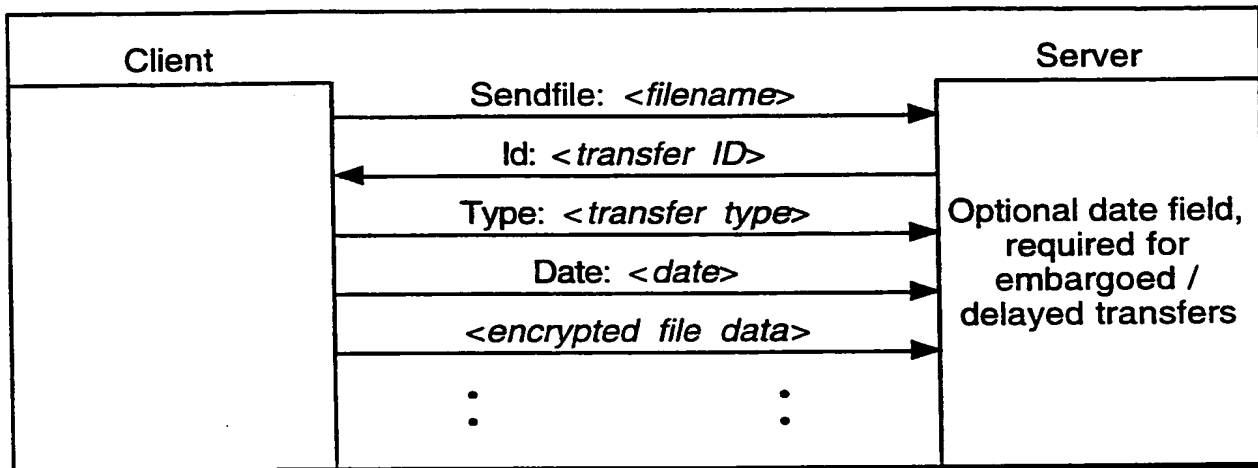 Client
Server
Sendfile: <filename>
Id: <transfer ID>
Type: <transfer type>
Date: <date>
<encrypted file data>
Optional date field,
required for
embargoed /
delayed transfers